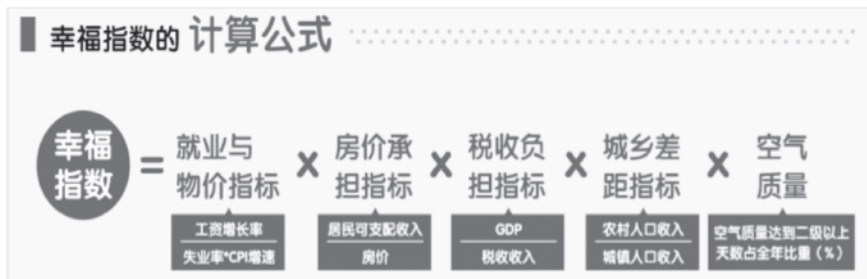 幸福指数的 计算公式
幸福
指数
=
就业与
物价指标
×
房价承
担指标
×
税收负
担指标
×
城乡差
距指标
×
空气
质量
工资增长率
失业率*CPI增速
居民可支配收入
房价
GDP
税收收入
农村人口收入
城镇人口收入
空气质量达到二级以上
天数占全年比重（%）